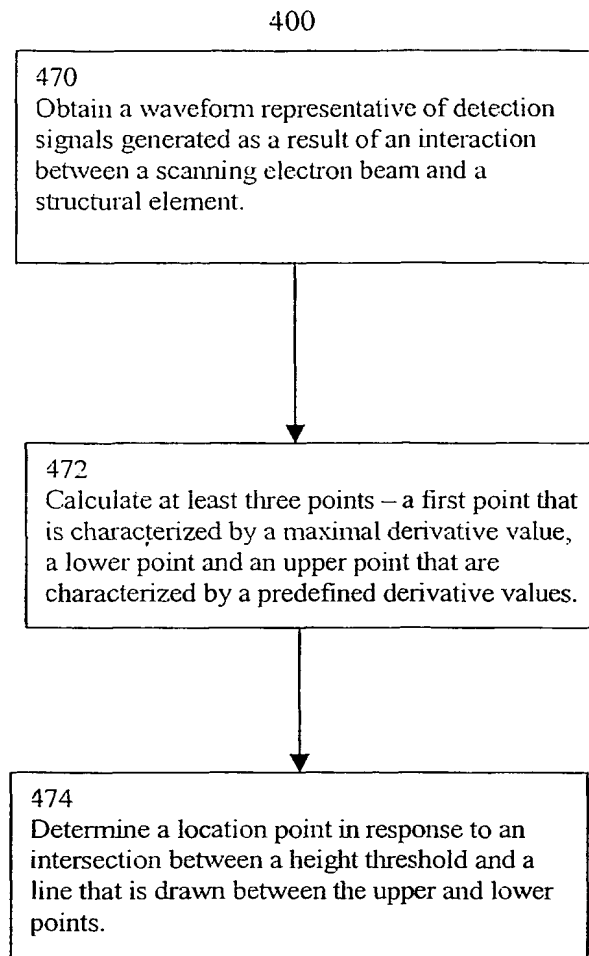 400
470
Obtain a waveform representative of detection
signals generated as a result of an interaction
between a scanning electron beam and a
structural element.
472
Calculate at least three points – a first point that
is characterized by a maximal derivative value,
a lower point and an upper point that are
characterized by a predefined derivative values.
474
Determine a location point in response to an
intersection between a height threshold and a
line that is drawn between the upper and lower
points.